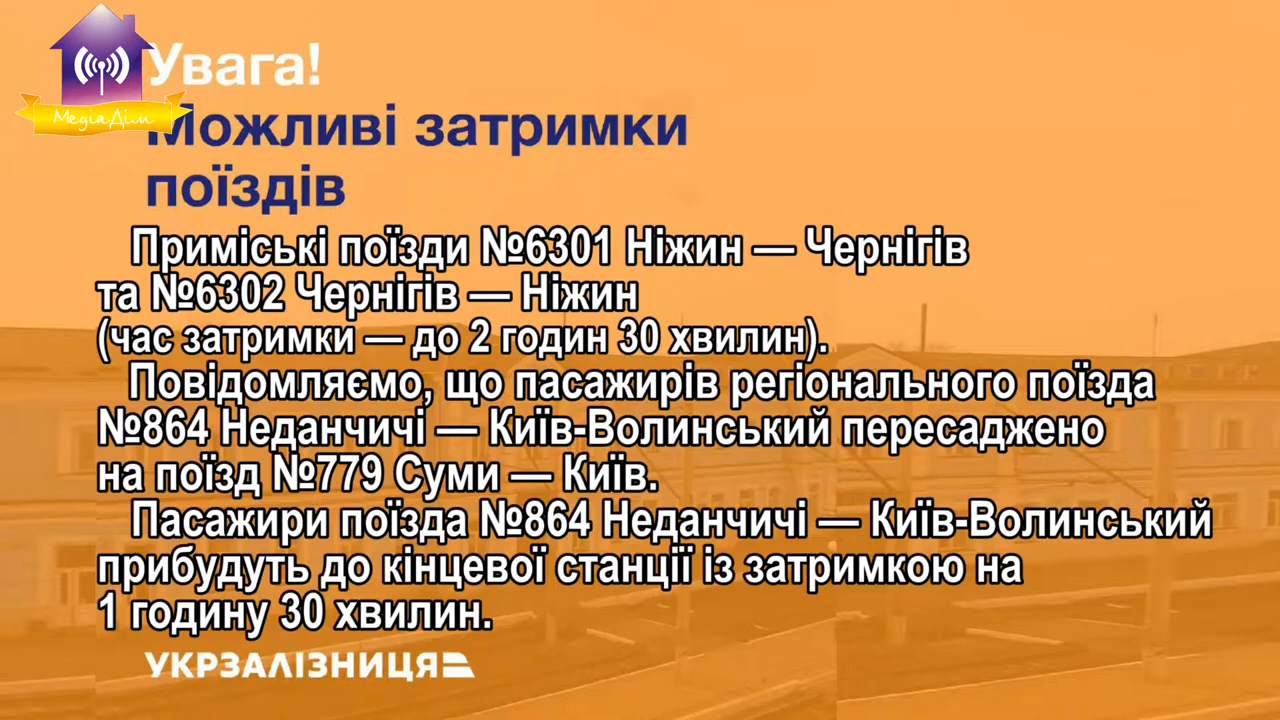 МедіаДім
Увага!
Можливі затримки
поїздів
Приміські поїзди №6301 Ніжин — Чернігів
та №6302 Чернігів — Ніжин
(час затримки — до 2 годин 30 хвилин).
Повідомляємо, що пасажирів регіонального поїзда
№864 Неданчичі — Київ-Волинський пересаджено
на поїзд №779 Суми — Київ.
Пасажири поїзда №864 Неданчичі — Київ-Волинський
прибудуть до кінцевої станції із затримкою на
1 годину 30 хвилин.
УКРЗАЛІЗНИЦЯ